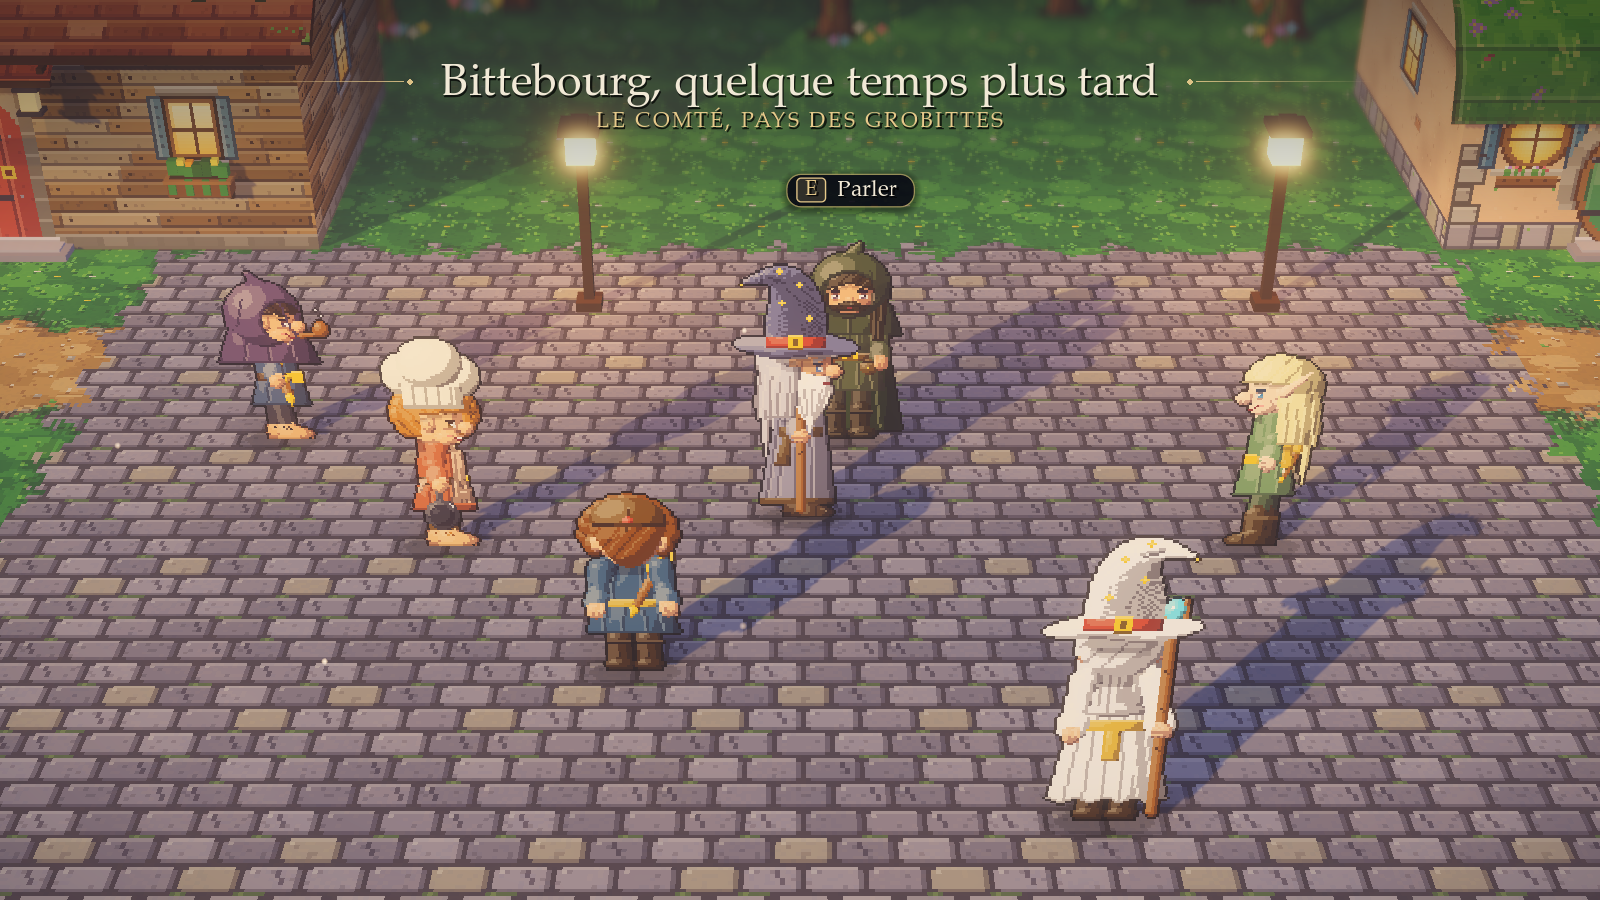 Bittebourg, quelque temps plus tard
LE COMTÉ, PAYS DES GROBITTES
E Parler